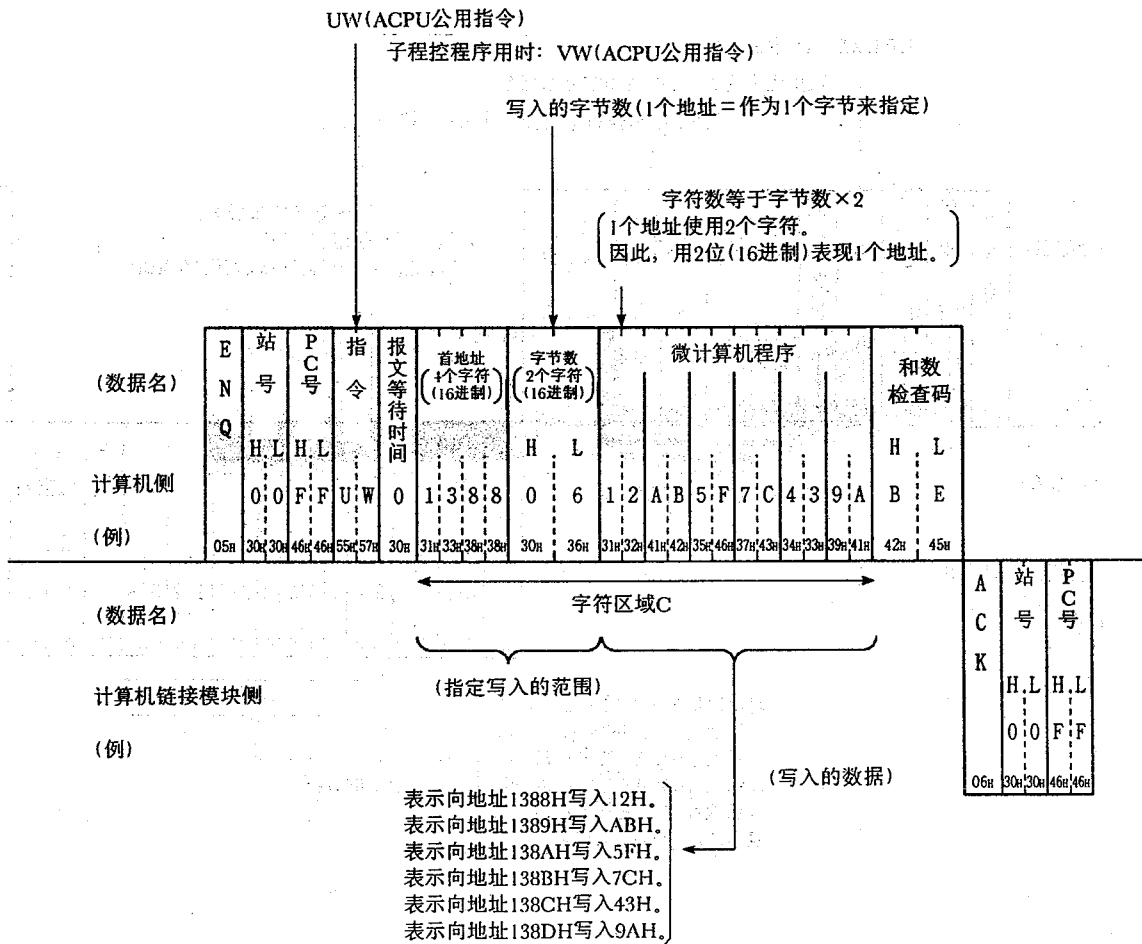 UW(ACPU公用指令)
子程控程序用时：VW(ACPU公用指令)
写入的字节数(1个地址＝作为1个字节来指定)
字符数等于字节数×2
1个地址使用2个字符。
因此，用2位(16进制)表现1个地址。
(数据名)
计算机侧
(例)
ENQ
05H
站号
H L
0 0
30H 30H
PC号
H L
F F
46H 46H
指令
U W
55H 57H
报文等待时间
0
30H
首地址
4个字符
(16进制)
1 3 8 8
31H 33H 38H 38H
字节数
2个字符
(16进制)
H L
0 6
30H 36H
微计算机程序
1 2 A B 5 F 7 C 4 3 9 A
31H 32H 41H 42H 35H 46H 37H 43H 34H 33H 39H 41H
和数
检查码
H L
B E
42H 45H
字符区域C
(数据名)
计算机链接模块侧
(例)
(指定写入的范围)
(写入的数据)
ACK
06H
站号
H L
0 0
30H 30H
PC号
H L
F F
46H 46H
表示向地址1388H写入12H。
表示向地址1389H写入ABH。
表示向地址138AH写入5FH。
表示向地址138BH写入7CH。
表示向地址138CH写入43H。
表示向地址138DH写入9AH。